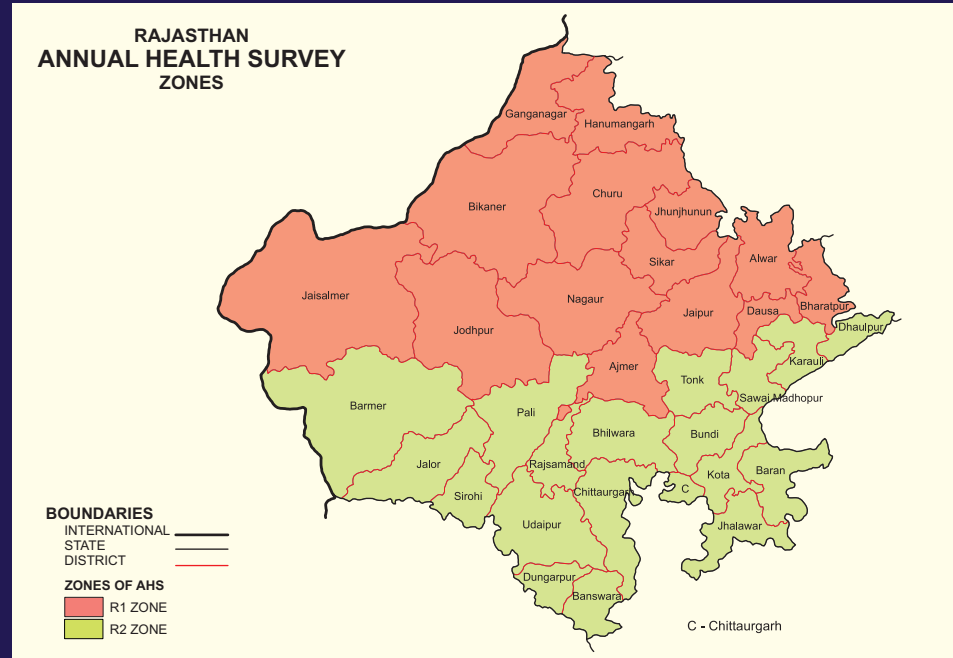 RAJASTHAN
ANNUAL HEALTH SURVEY
ZONES
Ganganagar
Hanumangarh
Churu
Bikaner
Jhunjhunun
Sikar
Alwar
Jaisalmer
Nagaur
Bharatpur
Jaipur
Dausa
Jodhpur
Dhaulpur
Karauli
Ajmer
Tonk
Sawai Madhopur
Barmer
Pali
Bhilwara
Bundi
Jalor
Rajsamand
Kota
Baran
Sirohi
Chittaurgarh
C
Udaipur
Jhalawar
Dungarpur
Banswara
BOUNDARIES
INTERNATIONAL
STATE
DISTRICT
ZONES OF AHS
R1 ZONE
R2 ZONE
C - Chittaurgarh